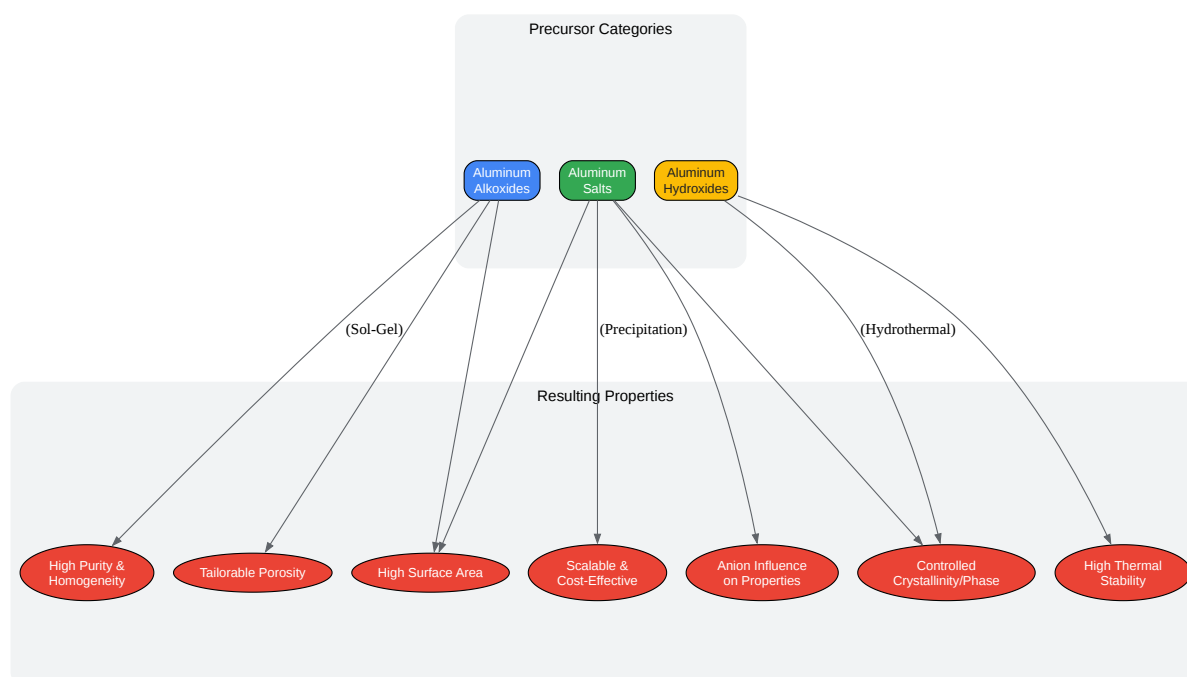 Precursor Categories
Aluminum
Alkoxides
Aluminum
Salts
Aluminum
Hydroxides
(Sol-Gel)
(Precipitation)
(Hydrothermal)
Resulting Properties
High Purity &
Homogeneity
Tailorable Porosity
High Surface Area
Scalable &
Cost-Effective
Anion Influence
on Properties
Controlled
Crystallinity/Phase
High Thermal
Stability